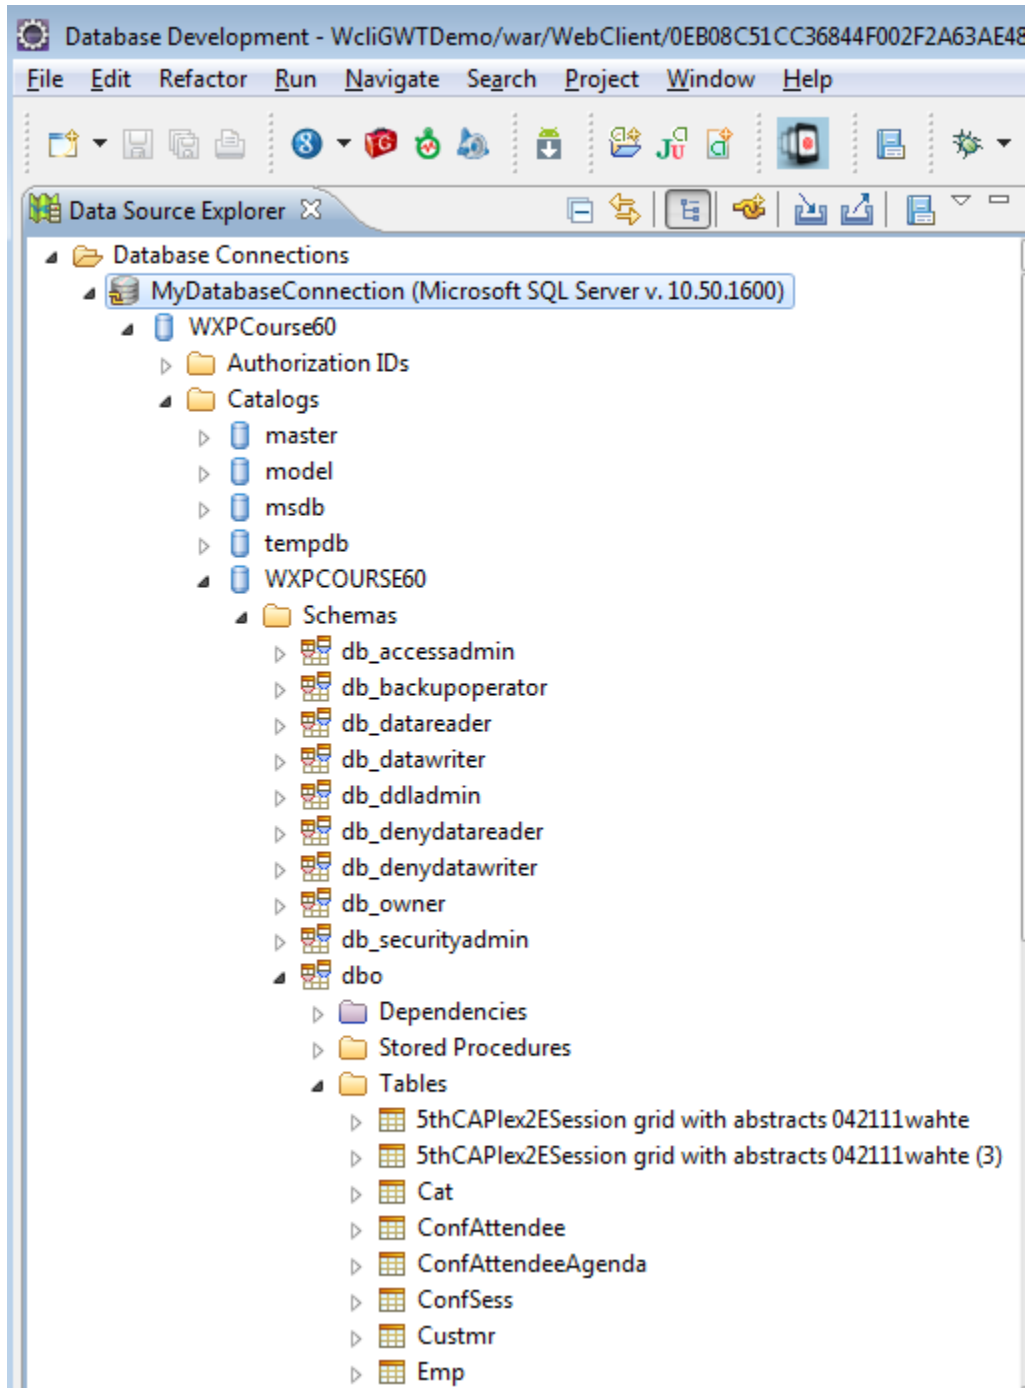 Database Development - WcliGWTDemo/war/WebClient/0EB08C51CC36844F002F2A63AE48
File Edit Refactor Run Navigate Search Project Window Help
Data Source Explorer
Database Connections
MyDatabaseConnection (Microsoft SQL Server v. 10.50.1600)
WXPCourse60
Authorization IDs
Catalogs
master
model
msdb
tempdb
WXPCOURSE60
Schemas
db_accessadmin
db_backupoperator
db_datareader
db_datawriter
db_ddladmin
db_denydatareader
db_denydatawriter
db_owner
db_securityadmin
dbo
Dependencies
Stored Procedures
Tables
5thCAPlex2ESession grid with abstracts 042111wahte
5thCAPlex2ESession grid with abstracts 042111wahte (3)
Cat
ConfAttendee
ConfAttendeeAgenda
ConfSess
Custmr
Emp